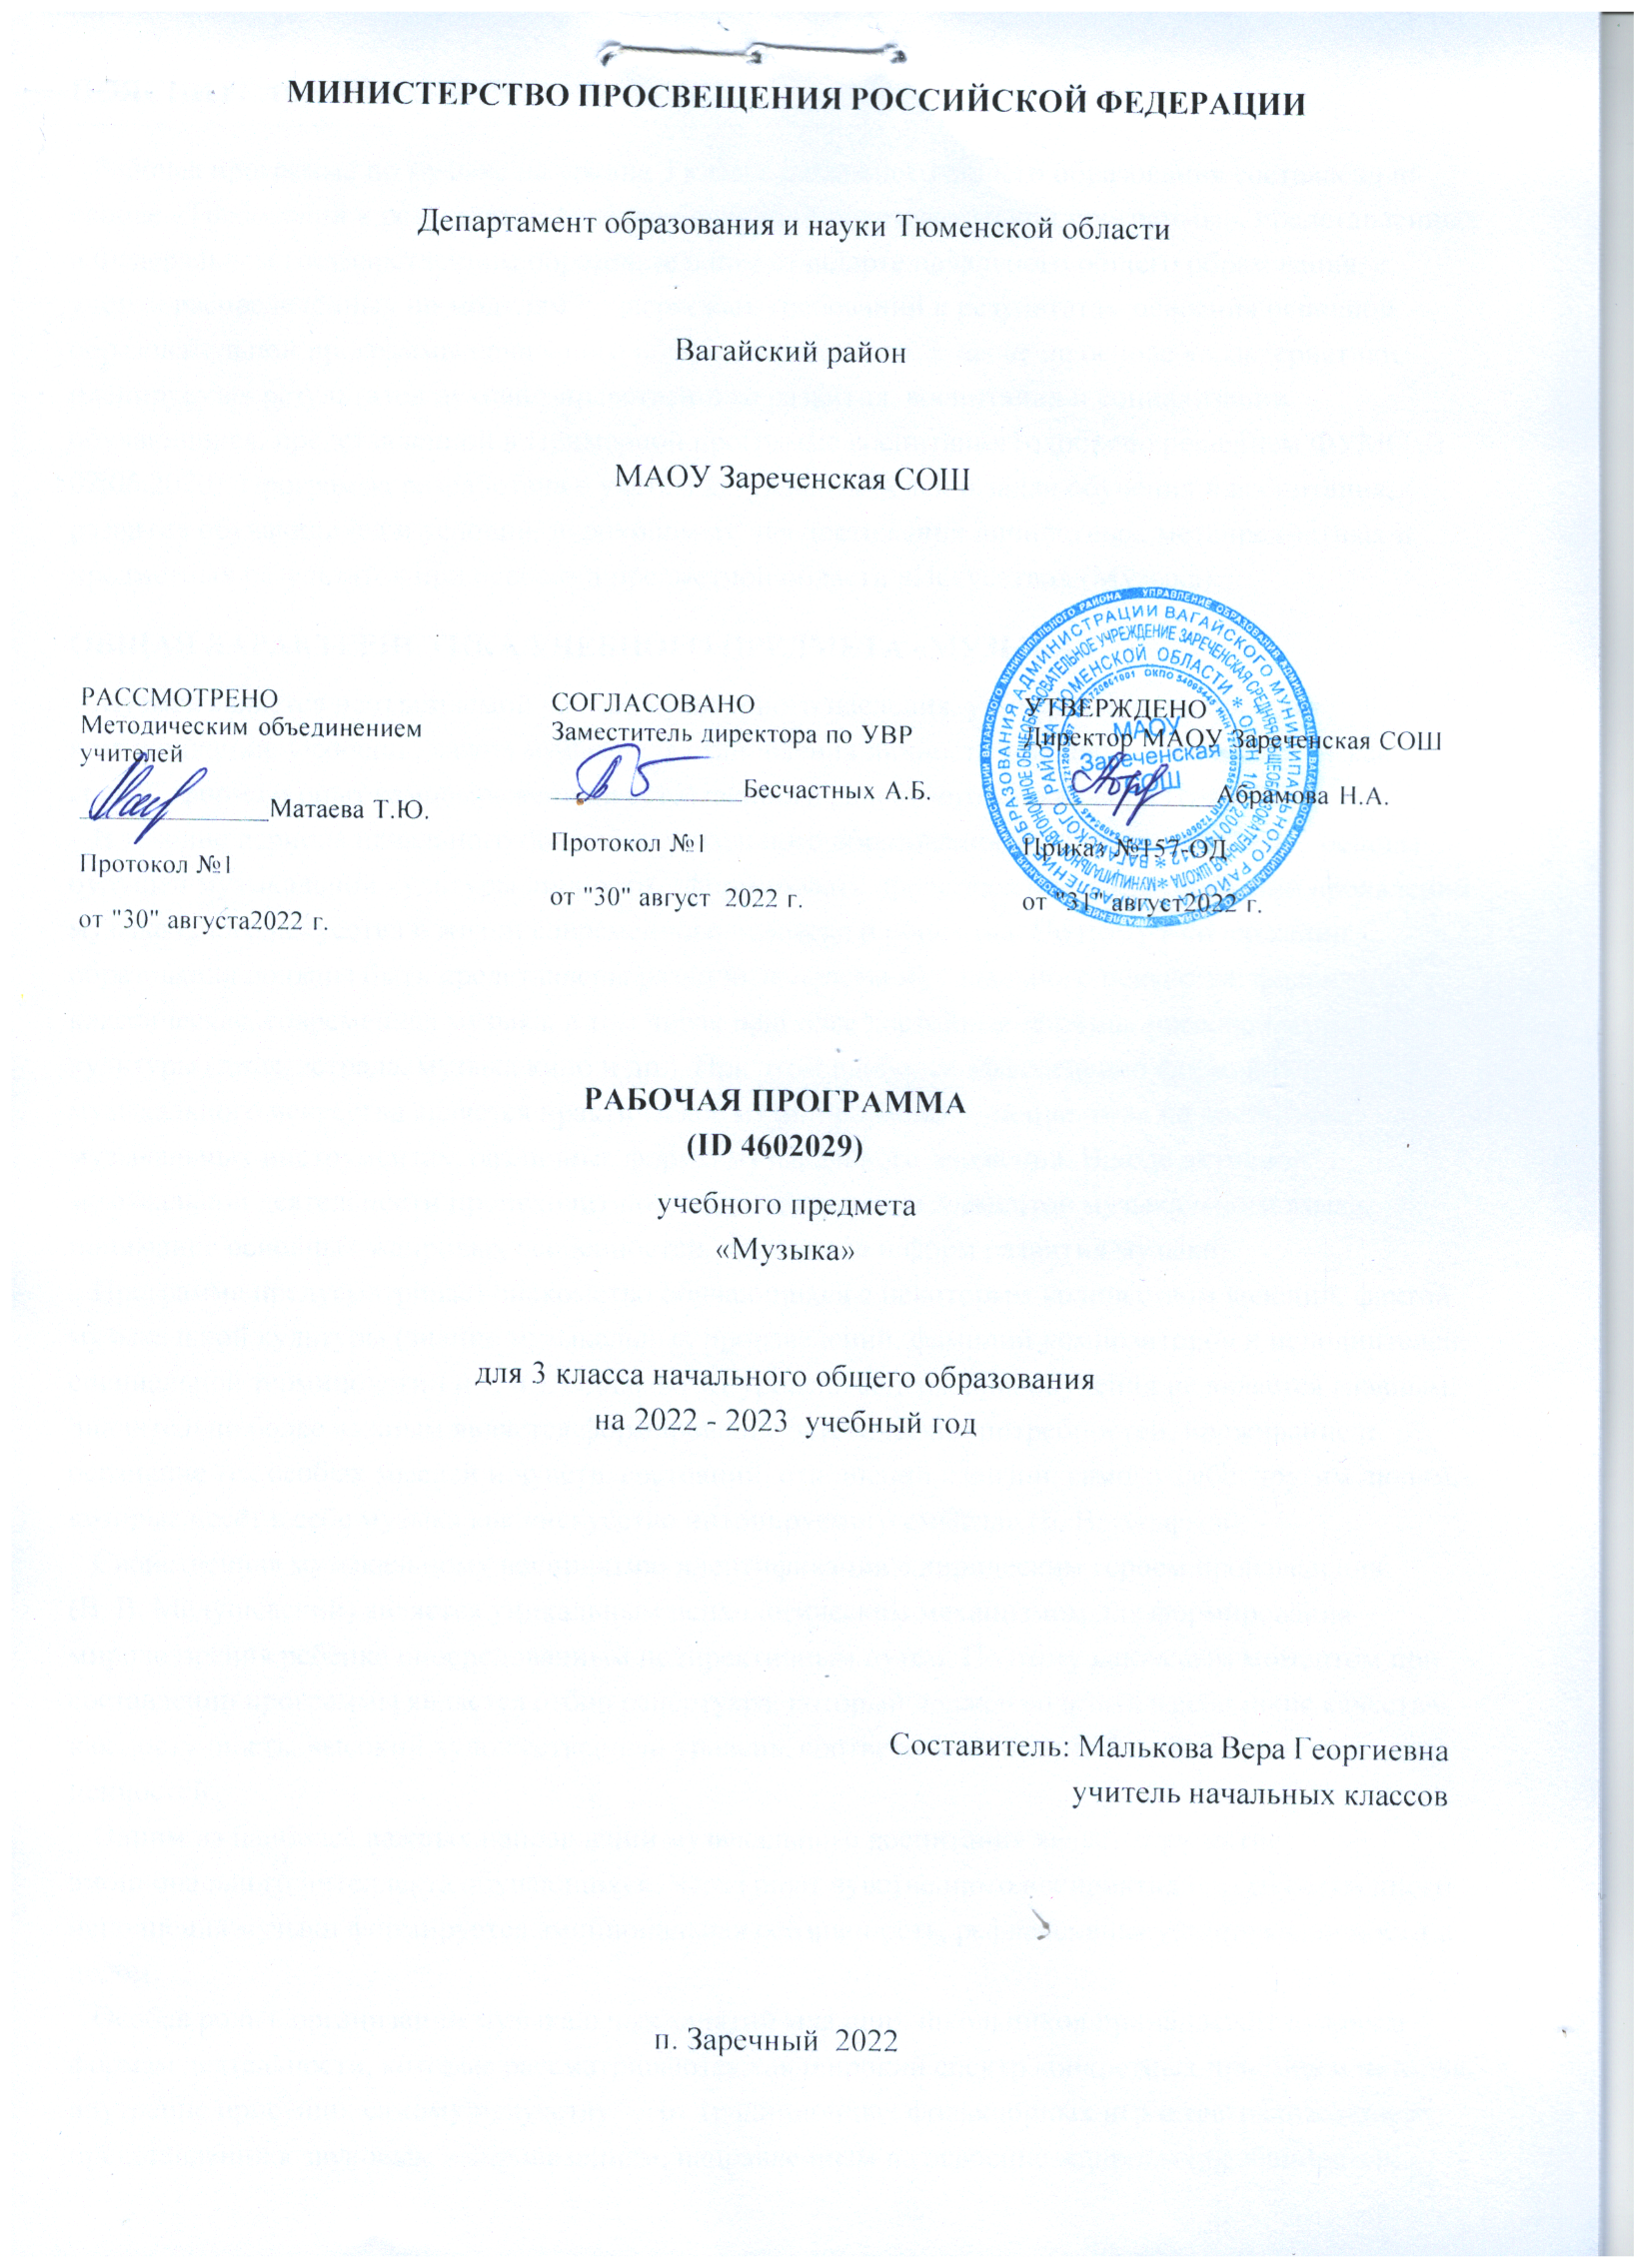 МИНИСТЕРСТВО ПРОСВЕЩЕНИЯ РОССИЙСКОЙ ФЕДЕРАЦИИ
Департамент образования и науки Тюменской области
Вагайский район
МАОУ Зареченская СОШ
РАССМОТРЕНО
Методическим объединением
учителей
Матаева Т.Ю.
Протокол №1
от "30" августа2022 г.
СОГЛАСОВАНО
Заместитель директора по УВР
Бесчастных А.Б.
Протокол №1
от "30" август 2022 г.
УТВЕРЖДЕНО
Директор МАОУ Зареченская СОШ
Абрамова Н.А.
Приказ №157-ОД
от "31" август2022 г.
МАОУ
Зареченская
СОШ
РАБОЧАЯ ПРОГРАММА
(ID 4602029)
учебного предмета
«Музыка»
для 3 класса начального общего образования
на 2022 - 2023 учебный год
Составитель: Малькова Вера Георгиевна
учитель начальных классов
п. Заречный 2022